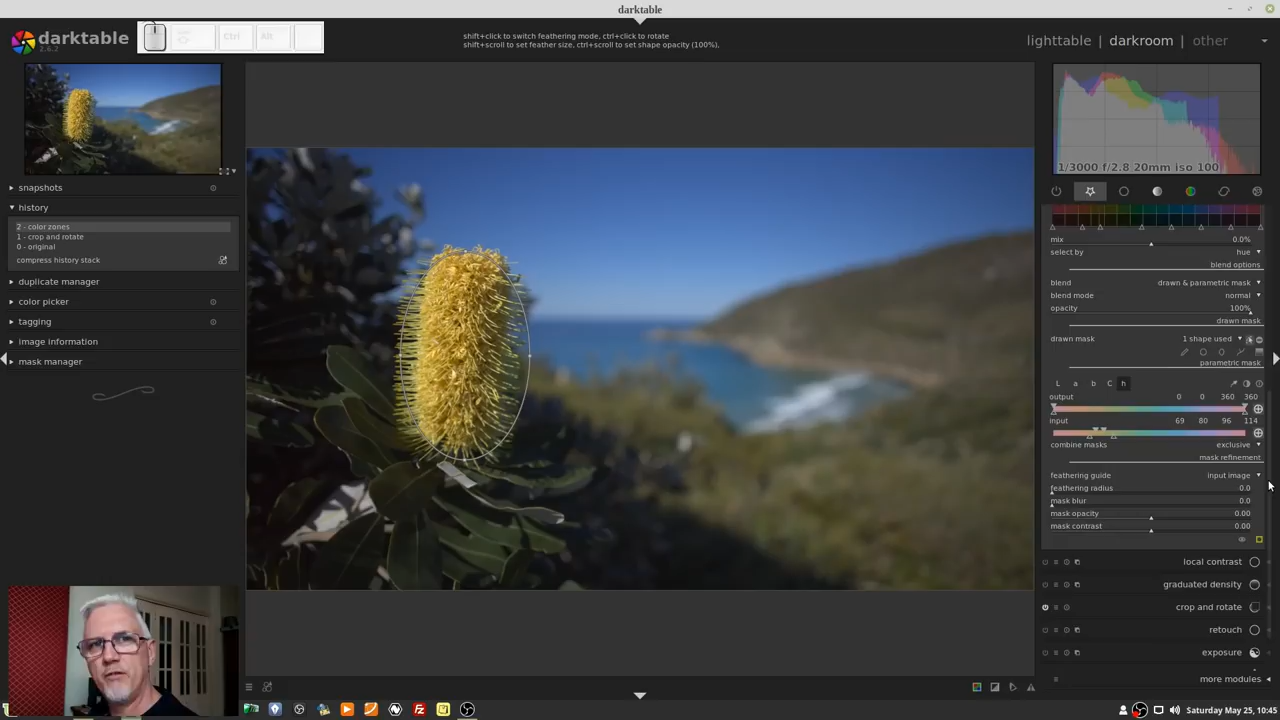 darktable
darktable
2.6.2
Ctrl
Alt
shift+click to switch feathering mode, ctrl+click to rotate
shift+scroll to set feather size, ctrl+scroll to set shape opacity (100%).
lighttable | darkroom | other
1/3000 f/2.8 20mm iso 100
snapshots
history
2 - color zones
1 - crop and rotate
0 - original
compress history stack
duplicate manager
color picker
tagging
image information
mask manager
mix 0.0%
select by hue
blend options
blend drawn & parametric mask
blend mode normal
opacity 100%
drawn mask
drawn mask 1 shape used
parametric mask
L a b C h
output 0 0 360 360
input 69 80 96 114
combine masks exclusive
mask refinement
feathering guide input image
feathering radius 0.0
mask blur 0.0
mask opacity 0.00
mask contrast 0.00
local contrast
graduated density
crop and rotate
retouch
exposure
more modules
Saturday May 25, 10:45